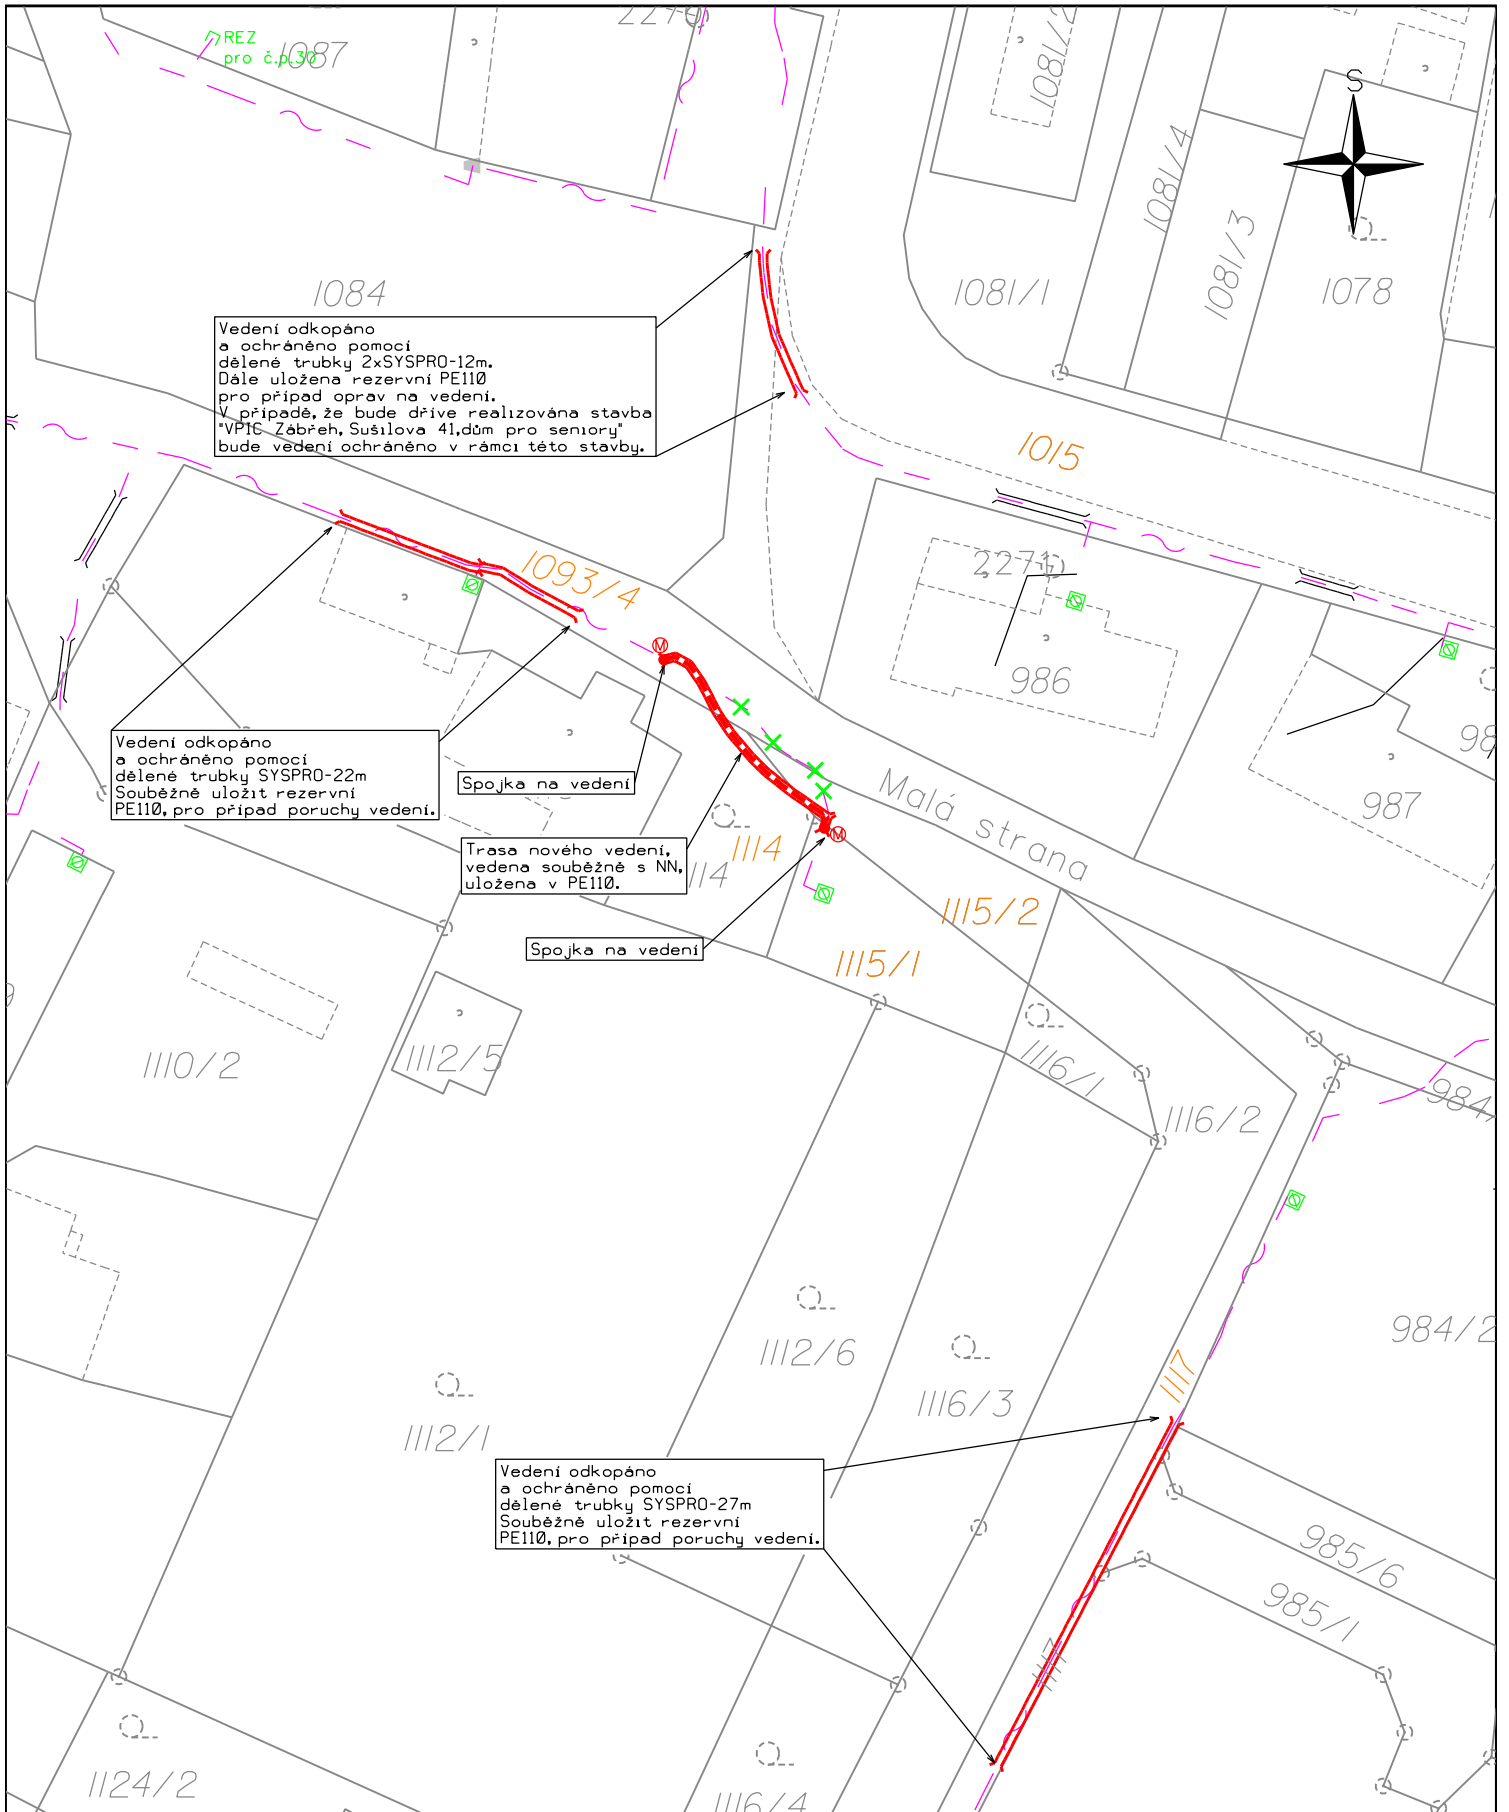 REZ
pro č.p.30
1087
2270
1081/2
S
1081/4
1081/3
1081/1
1078
1084
Vedení odkopáno
a ochráněno pomocí
dělené trubky 2xSYSPRO-12m.
Dále uložena rezervní PE110
pro případ oprav na vedení.
V případě, že bude dříve realizována stavba
"VPIC Zábřeh, Sušilova 41,dům pro seniory"
bude vedení ochráněno v rámci této stavby.
1015
1093/4
2271
986
987
Vedení odkopáno
a ochráněno pomocí
dělené trubky SYSPRO-22m
Souběžně uložit rezervní
PE110, pro případ poruchy vedení.
M
Spojka na vedení
Malá strana
M
Trasa nového vedení,
vedena souběžně s NN,
uložena v PE110.
1114
114
1115/2
Spojka na vedení
1115/1
1110/2
1112/5
1116/1
1116/2
984
984/2
1112/6
1117
1116/3
1112/1
Vedení odkopáno
a ochráněno pomocí
dělené trubky SYSPRO-27m
Souběžně uložit rezervní
PE110, pro případ poruchy vedení.
985/6
985/1
1117
1124/2
1116/4